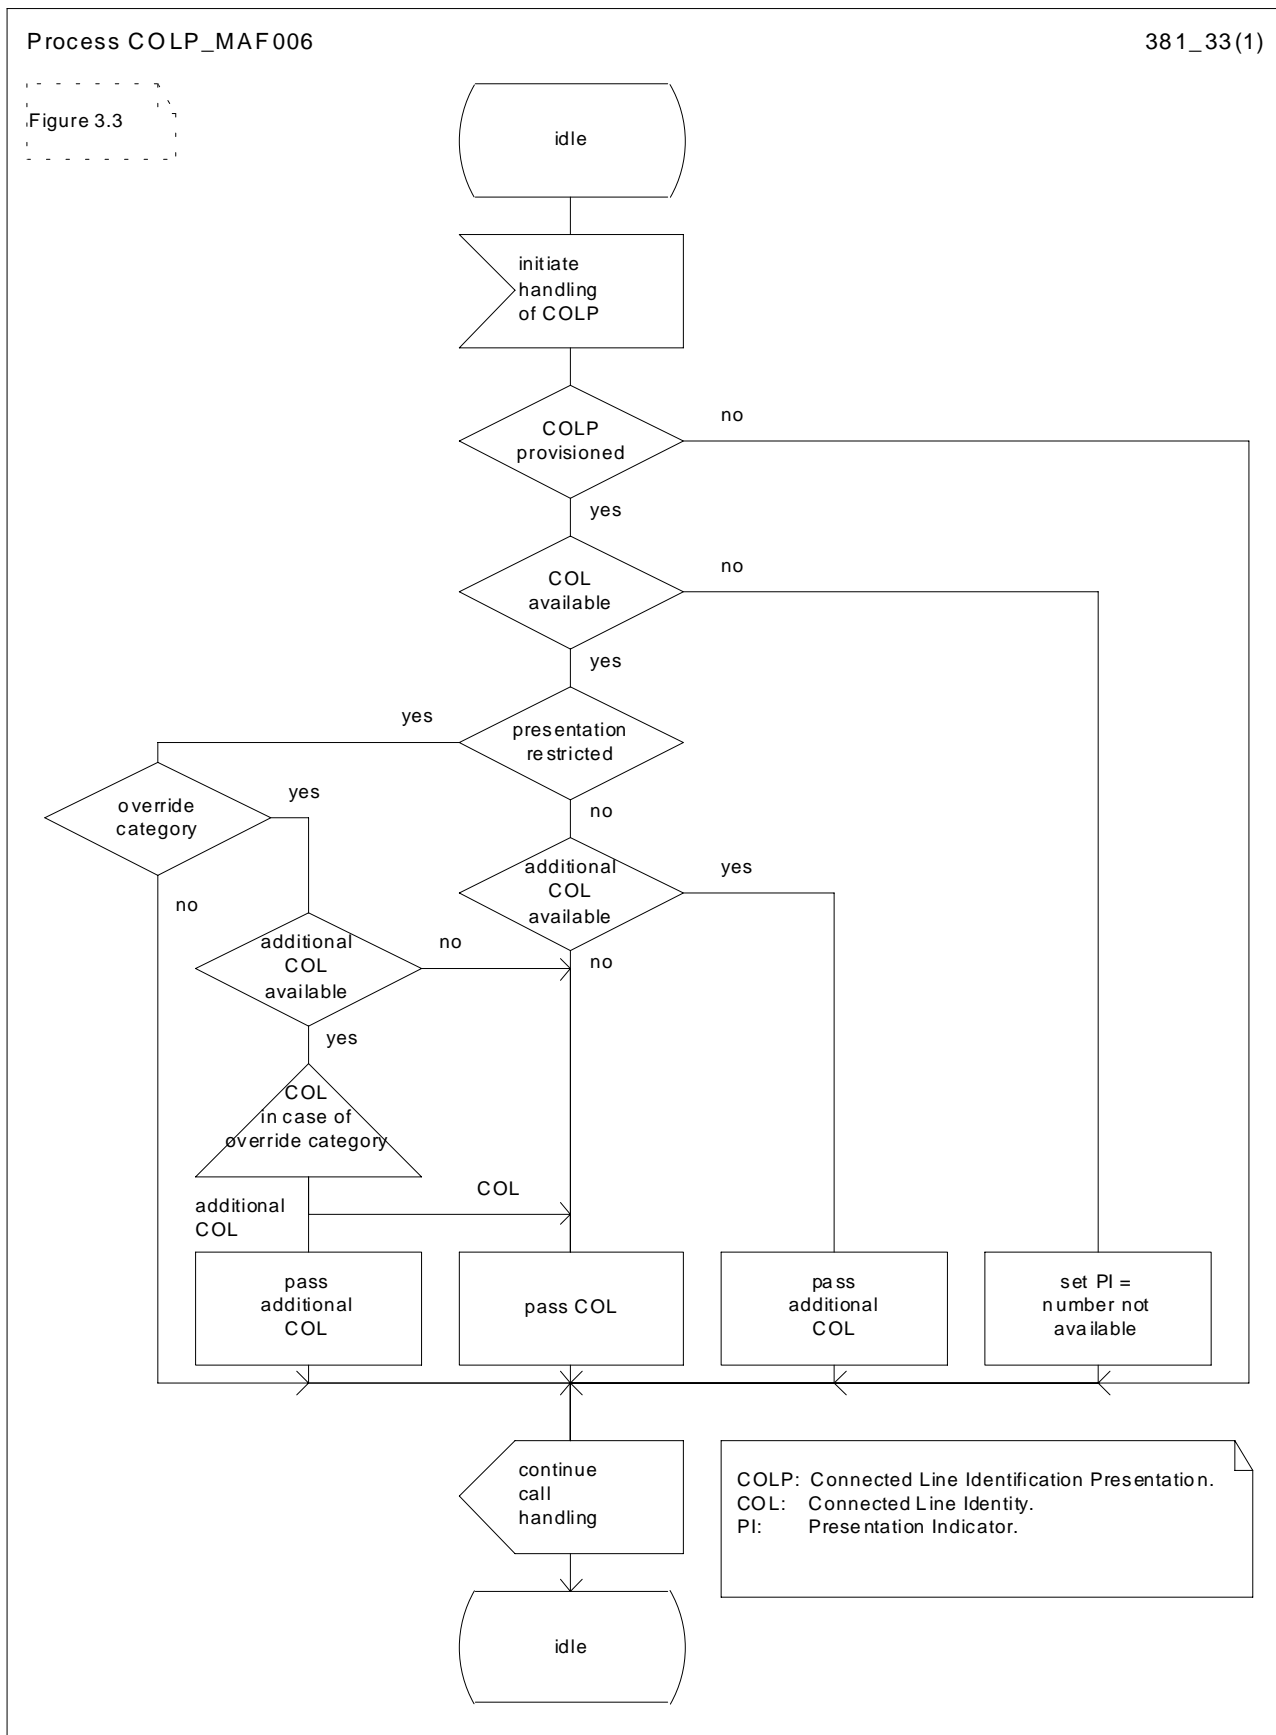 Process COLP_MAF006
381_33(1)
Figure 3.3
idle
initiate
handling
of COLP
COLP
provisioned
no
yes
COL
available
no
yes
presentation
restricted
yes
no
override
category
yes
no
additional
COL
available
yes
no
additional
COL
available
no
yes
COL
in case of
override category
additional
COL
COL
pass
additional
COL
pass COL
pass
additional
COL
set PI =
number not
available
continue
call
handling
COLP: Connected Line Identification Presentation.
COL: Connected Line Identity.
PI: Presentation Indicator.
idle